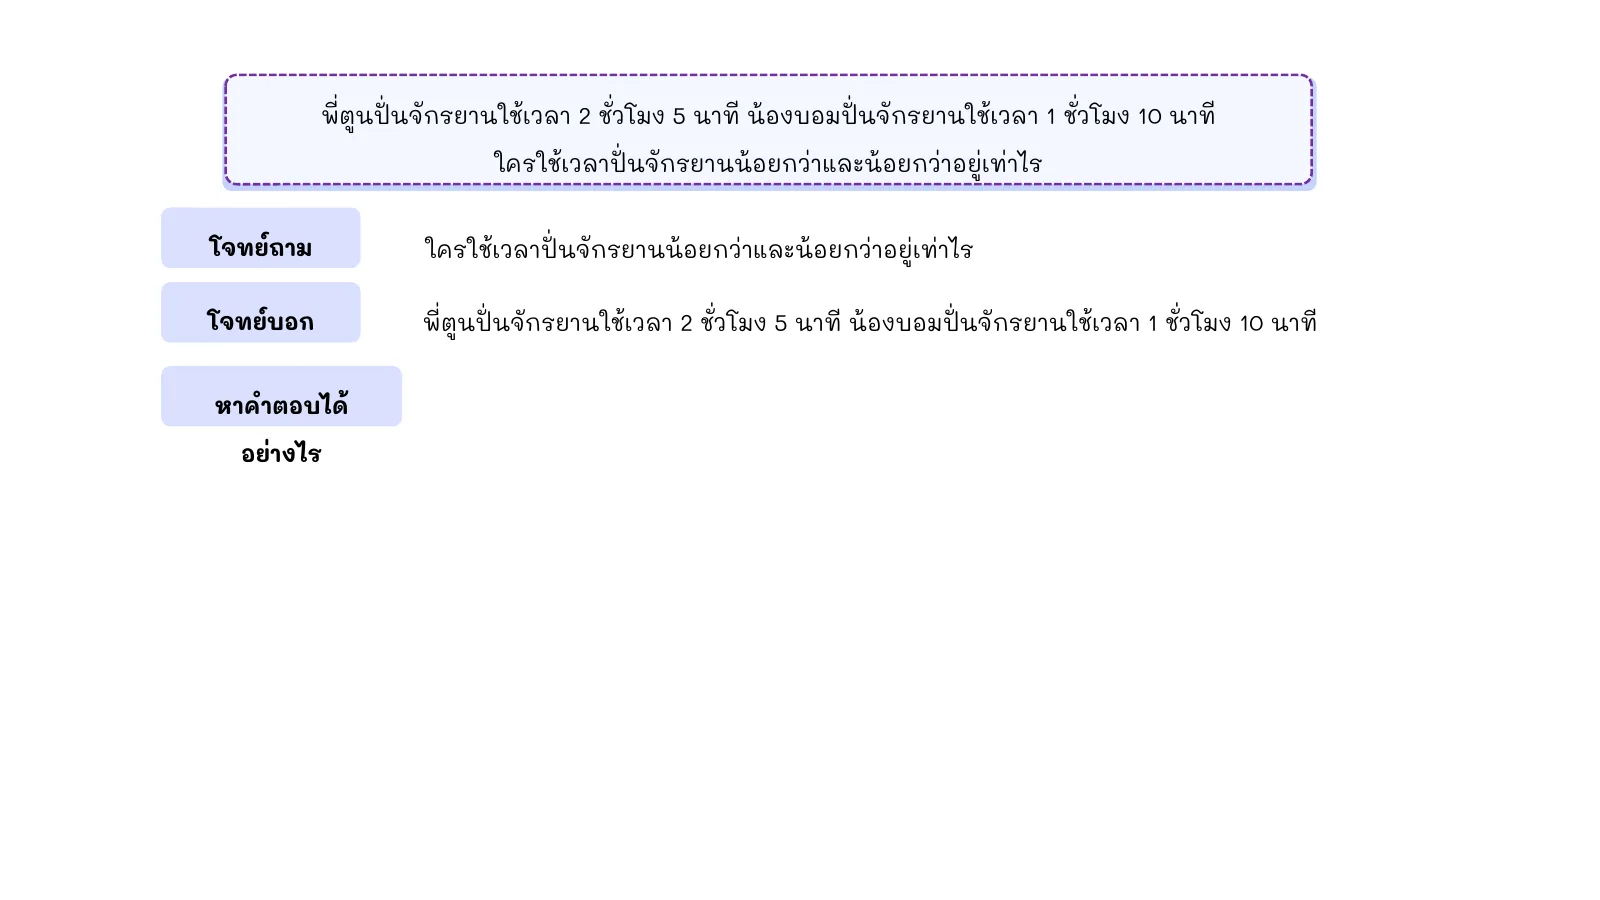 พี่ตูนปั่นจักรยานใช้เวลา 2 ชั่วโมง 5 นาที น้องบอมปั่นจักรยานใช้เวลา 1 ชั่วโมง 10 นาที
ใครใช้เวลาปั่นจักรยานน้อยกว่าและน้อยกว่าอยู่เท่าไร
โจทย์ถาม
ใครใช้เวลาปั่นจักรยานน้อยกว่าและน้อยกว่าอยู่เท่าไร
โจทย์บอก
พี่ตูนปั่นจักรยานใช้เวลา 2 ชั่วโมง 5 นาที น้องบอมปั่นจักรยานใช้เวลา 1 ชั่วโมง 10 นาที
หาคำตอบได้
อย่างไร